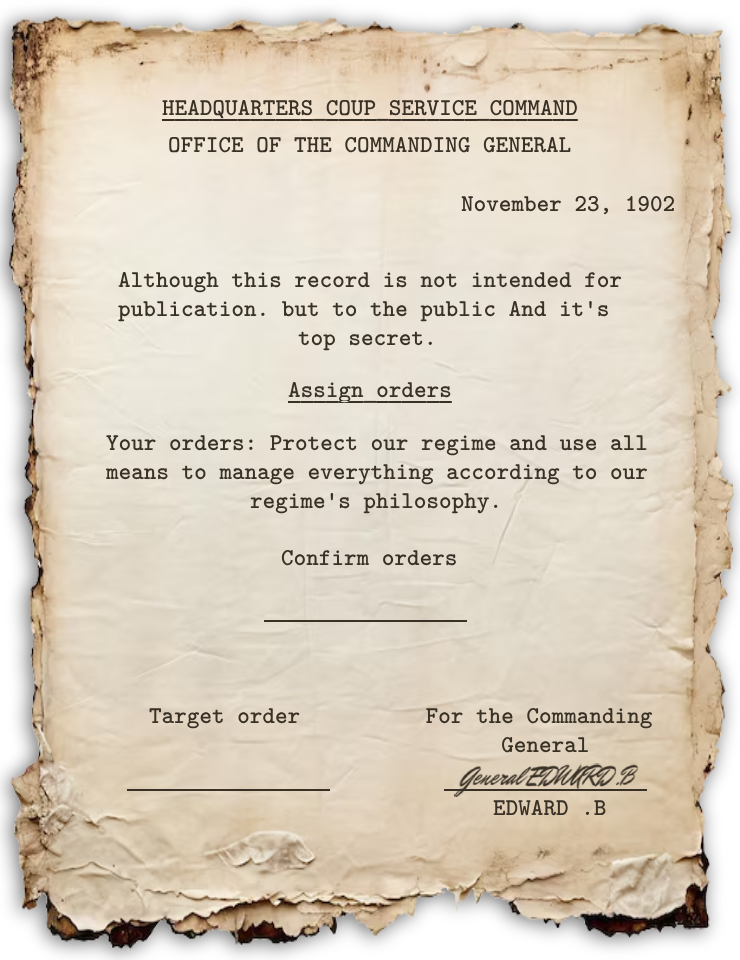 HEADQUARTERS COUP SERVICE COMMAND
OFFICE OF THE COMMANDING GENERAL
November 23, 1902
Although this record is not intended for
publication. but to the public And it's
top secret.
Assign orders
Your orders: Protect our regime and use all
means to manage everything according to our
regime's philosophy.
Confirm orders
Target order
For the Commanding
General
General EDWARD.B
EDWARD .B